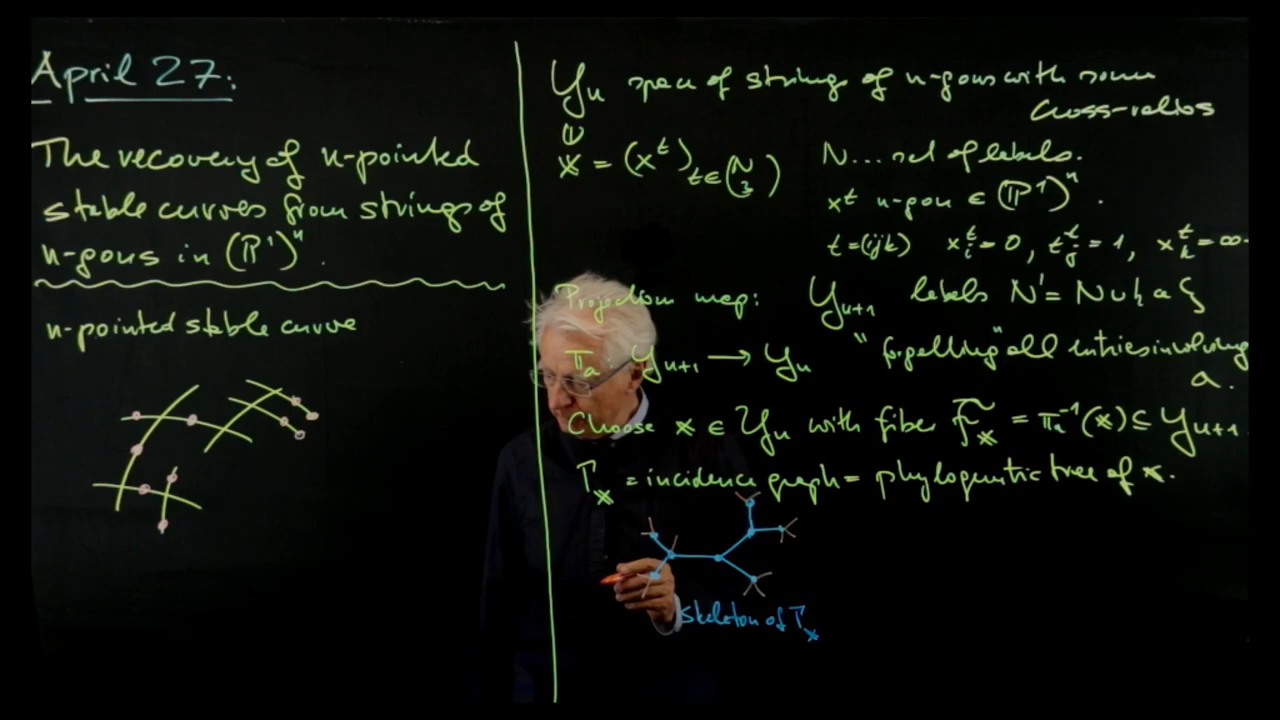 April 27:
The recovery of n-pointed
stable curves from strings of
n-gons in (P¹)ⁿ.
n-pointed stable curve
Yₙ space of strings of n-gons with same
cross-ratios
x = (xᵗ)_{t∈(N 3)} N... set of labels.
xᵗ n-gon ∈ (P¹)ⁿ.
t = (ijk) xᵗᵢ = 0, tᵗⱼ = 1, xᵗₖ = ∞.
Projection map: Yₙ₊₁ labels N' = N ∪ {a}
πₐ: Yₙ₊₁ → Yₙ "forgetting" all entries involving
a.
Choose x ∈ Yₙ with fiber F̃ₓ = πₐ⁻¹(x) ⊆ Yₙ₊₁.
Tₓ = incidence graph = phylogenetic tree of x.
skeleton of Tₓ